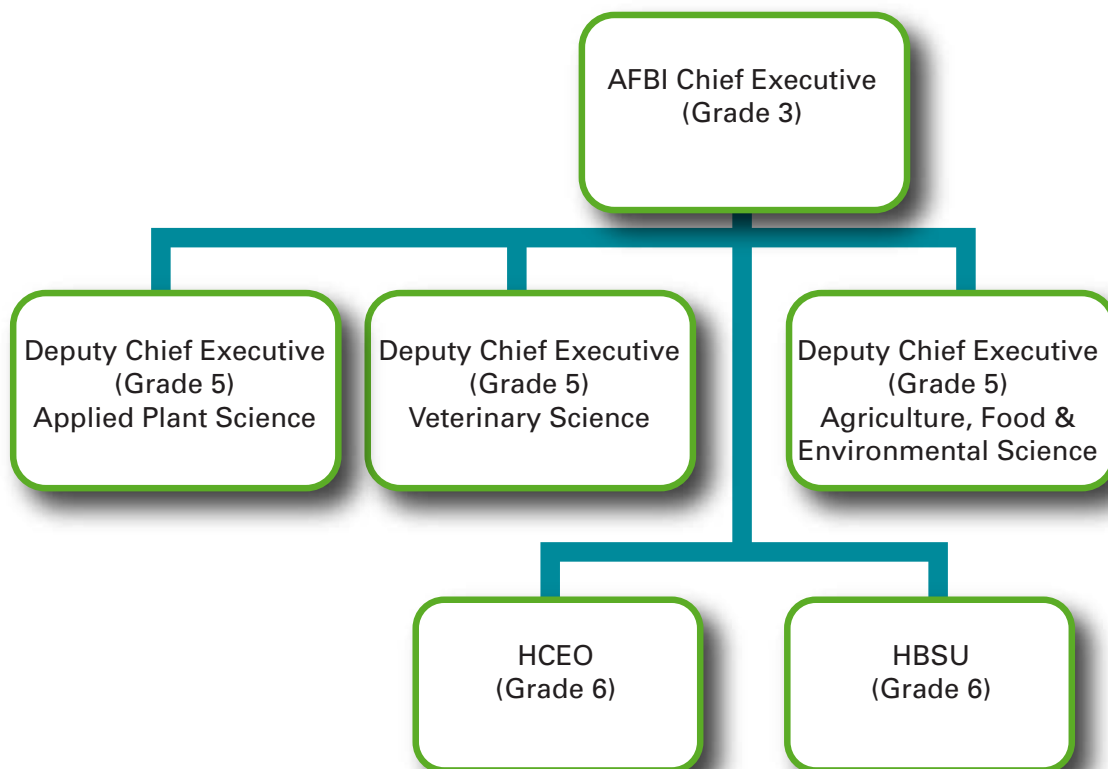 AFBI Chief Executive
(Grade 3)
Deputy Chief Executive
(Grade 5)
Applied Plant Science
Deputy Chief Executive
(Grade 5)
Veterinary Science
Deputy Chief Executive
(Grade 5)
Agriculture, Food &
Environmental Science
HCEO
(Grade 6)
HBSU
(Grade 6)